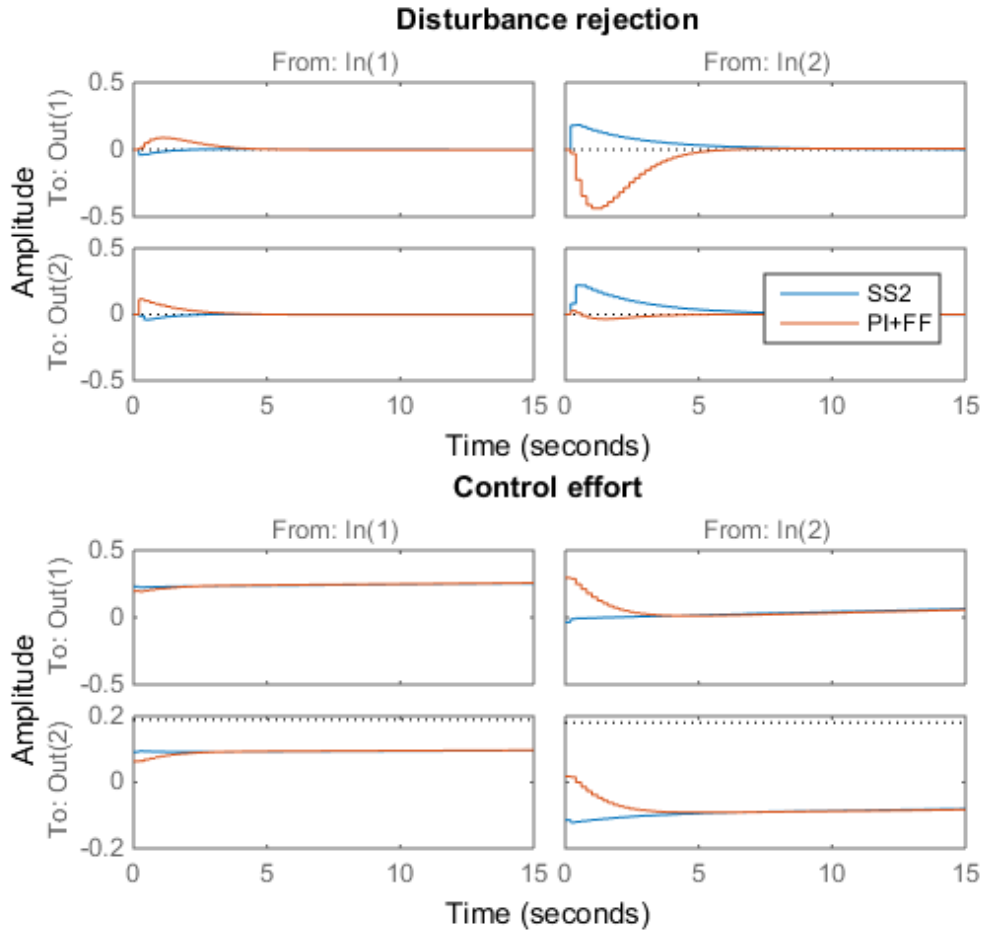 Disturbance rejection
From: In(1)
From: In(2)
Amplitude
To: Out(1)
0.5
0
-0.5
To: Out(2)
0.5
0
-0.5
SS2
PI+FF
0
5
10
15
0
5
10
15
Time (seconds)
Control effort
From: In(1)
From: In(2)
Amplitude
To: Out(1)
0.5
0
-0.5
To: Out(2)
0.2
0
-0.2
0
5
10
15
0
5
10
15
Time (seconds)